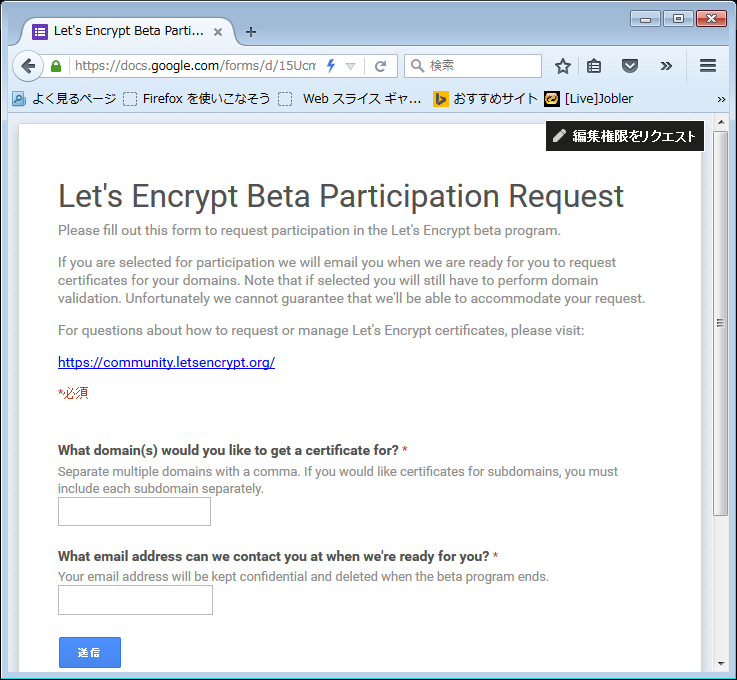 Let's Encrypt Beta Parti...
https://docs.google.com/forms/d/15Ucm
検索
よく見るページ Firefox を使いこなそう Web スライス ギャ... おすすめサイト [Live]Jobler
編集権限をリクエスト
Let's Encrypt Beta Participation Request
Please fill out this form to request participation in the Let's Encrypt beta program.
If you are selected for participation we will email you when we are ready for you to request
certificates for your domains. Note that if selected you will still have to perform domain
validation. Unfortunately we cannot guarantee that we'll be able to accommodate your request.
For questions about how to request or manage Let's Encrypt certificates, please visit:
https://community.letsencrypt.org/
*必須
What domain(s) would you like to get a certificate for? *
Separate multiple domains with a comma. If you would like certificates for subdomains, you must
include each subdomain separately.
What email address can we contact you at when we're ready for you? *
Your email address will be kept confidential and deleted when the beta program ends.
送信